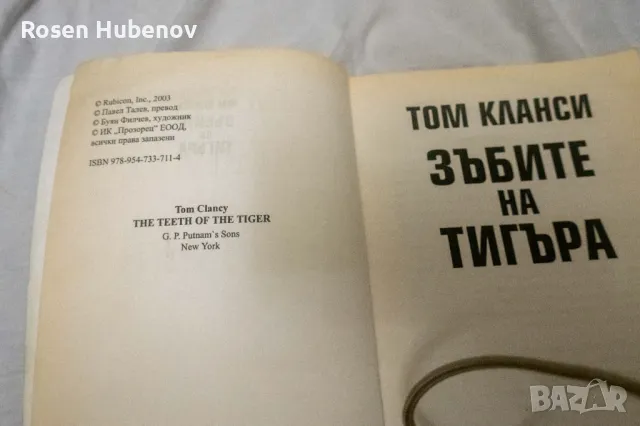 Rosen Hubenov
© Rubicon, Inc., 2003
© Павел Талев, превод
© Буян Филчев, художник
© ИК „Прозорец” ЕООД,
всички права запазени
ISBN 978-954-733-711-4
Tom Clancy
THE TEETH OF THE TIGER
G. P. Putnam`s Sons
New York
ТОМ КЛАНСИ
ЗЪБИТЕ
НА
ТИГЪРА
BAZAR